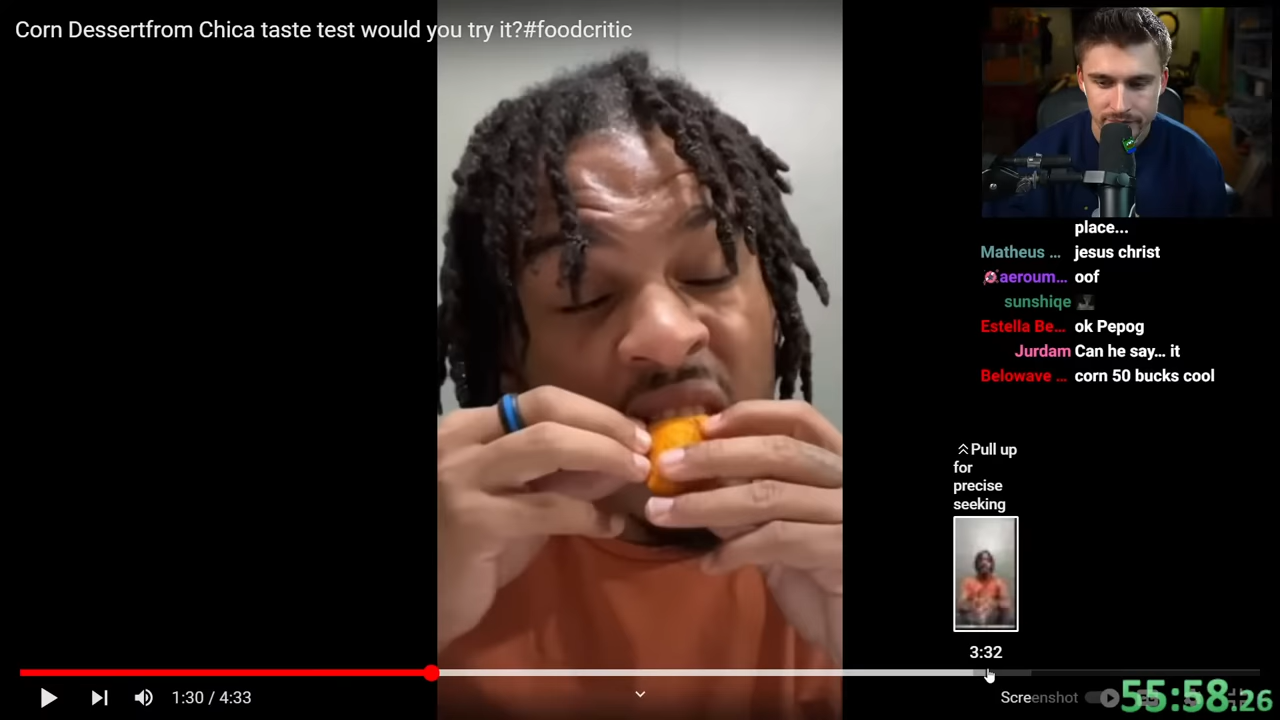 Corn Dessertfrom Chica taste test would you try it?#foodcritic
place...
Matheus ... jesus christ
aeroum... oof
sunshiqe
Estella Be... ok Pepog
Jurdam Can he say… it
Belowave ... corn 50 bucks cool
Pull up
for
precise
seeking
3:32
1:30 / 4:33
Screenshot
55:58.26